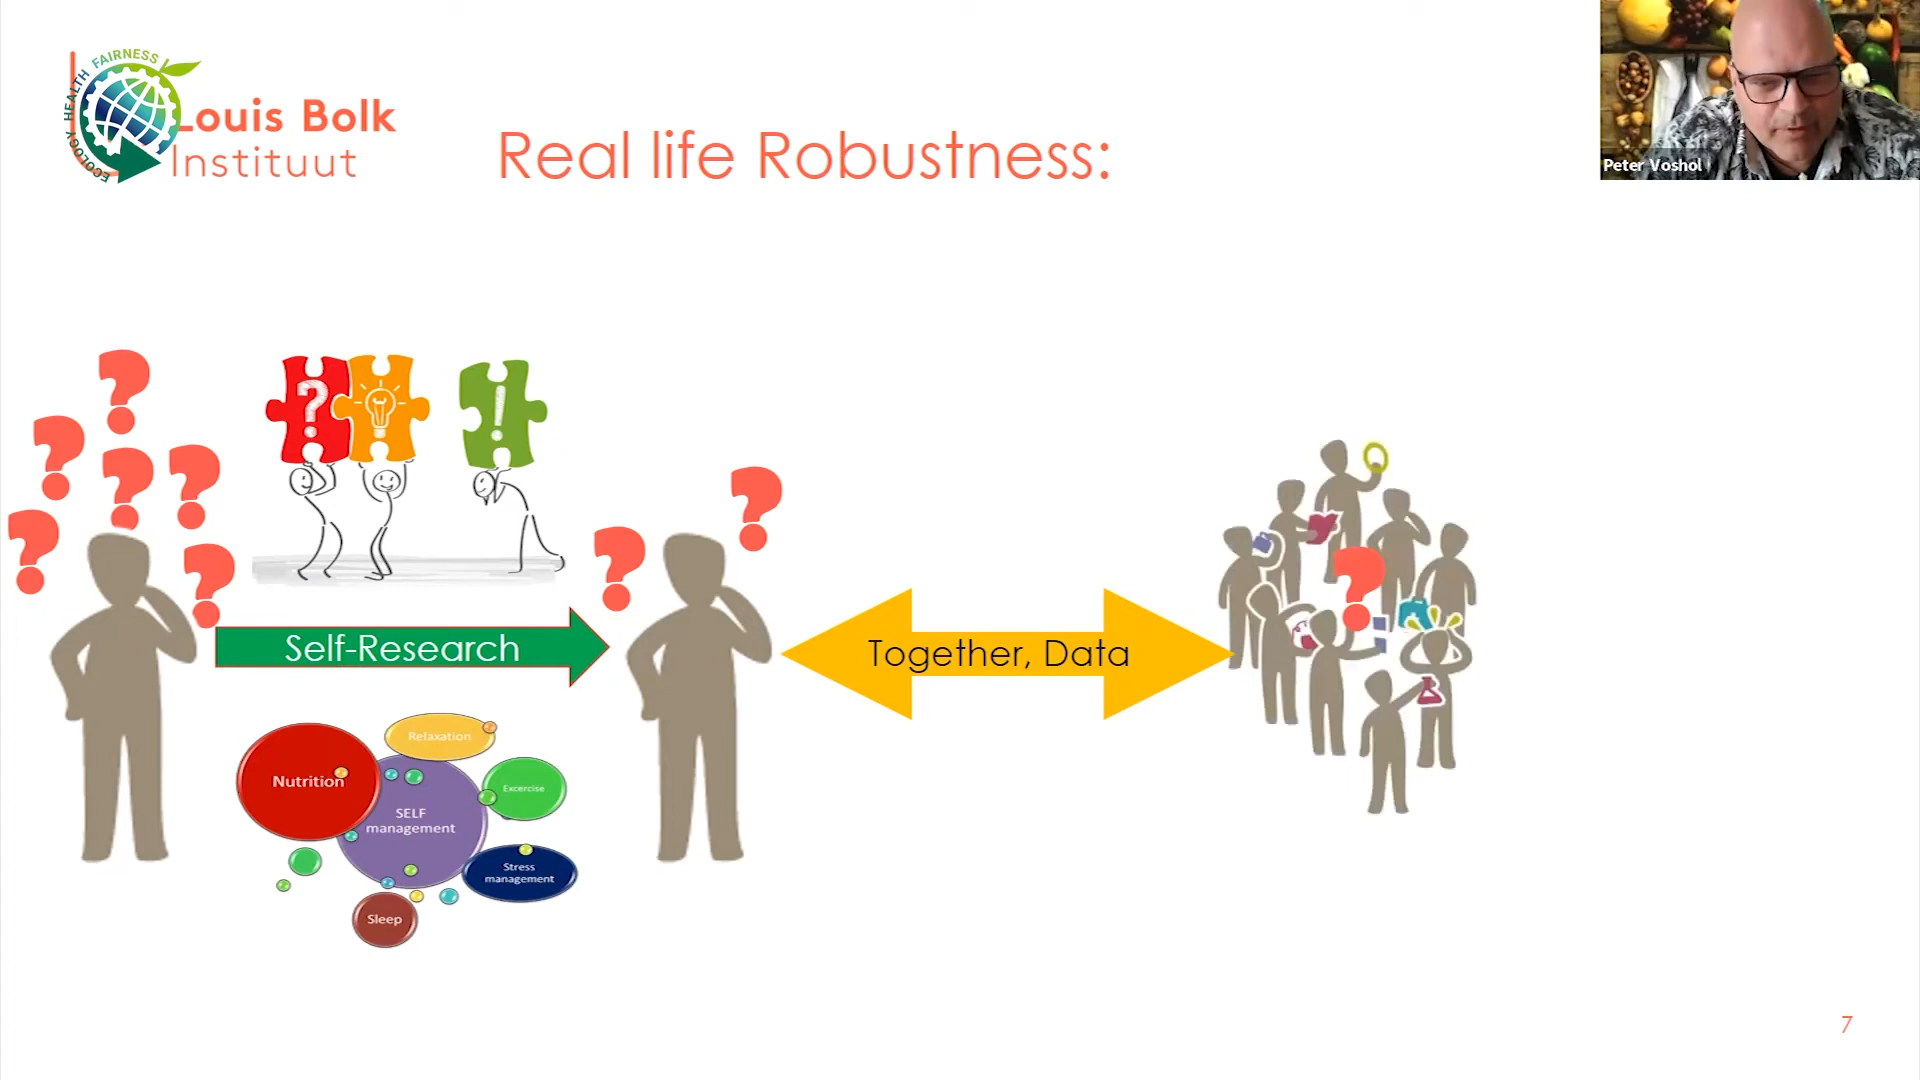 ECOLOGY HEALTH FAIRNESS
Louis Bolk
Instituut
Real life Robustness:
Peter Voshol
?
?
?
?
?
?
?
!
?
?
?
Self-Research
Together, Data
Relaxation
Nutrition
Excercise
SELF
management
Stress
management
Sleep
7